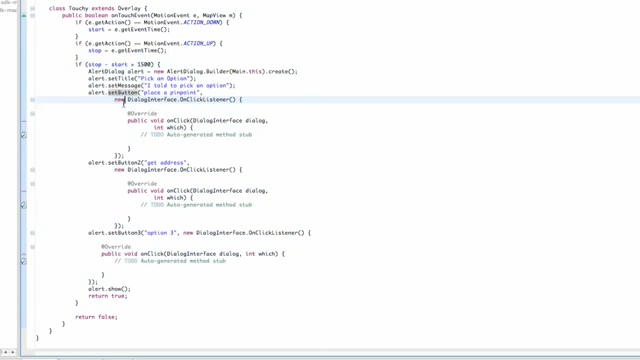 class Touchy extends Overlay {
public boolean onTouchEvent(MotionEvent e, MapView m) {
if (e.getAction() == MotionEvent.ACTION_DOWN) {
start = e.getEventTime();
}
if (e.getAction() == MotionEvent.ACTION_UP) {
stop = e.getEventTime();
}
if (stop - start > 1500) {
AlertDialog alert = new AlertDialog.Builder(Main.this).create();
alert.setTitle("Pick an Option");
alert.setMessage("I told to pick an option");
alert.setButton("place a pinpoint",
new DialogInterface.OnClickListener() {
@Override
public void onClick(DialogInterface dialog,
int which) {
// TODO Auto-generated method stub
}
});
alert.setButton2("get address",
new DialogInterface.OnClickListener() {
@Override
public void onClick(DialogInterface dialog,
int which) {
// TODO Auto-generated method stub
}
});
alert.setButton3("option 3", new DialogInterface.OnClickListener() {
@Override
public void onClick(DialogInterface dialog, int which) {
// TODO Auto-generated method stub
}
});
alert.show();
return true;
}
return false;
}
}